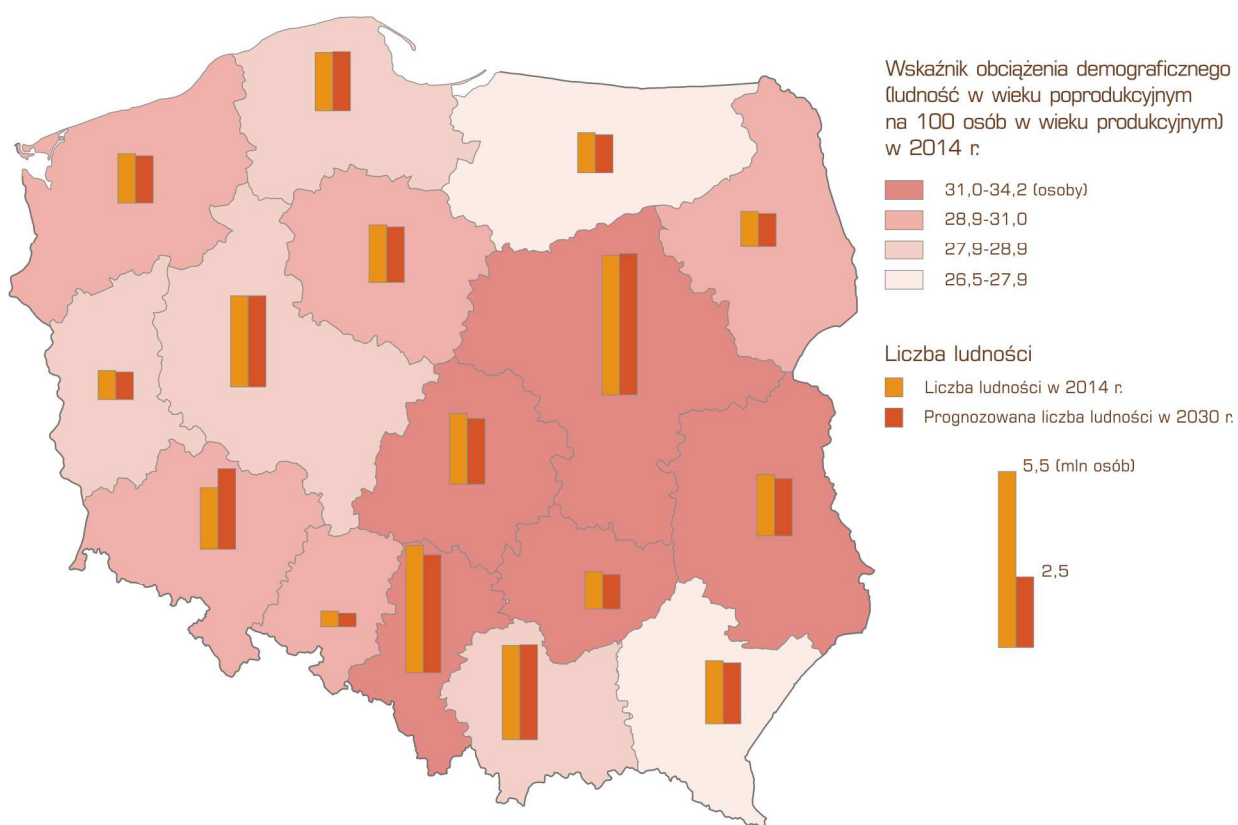 Wskaźnik obciążenia demograficznego
(ludność w wieku poprodukcyjnym
na 100 osób w wieku produkcyjnym)
w 2014 r.
31,0-34,2 (osoby)
28,9-31,0
27,9-28,9
26,5-27,9
Liczba ludności
Liczba ludności w 2014 r.
Prognozowana liczba ludności w 2030 r.
5,5 (mln osób)
2,5